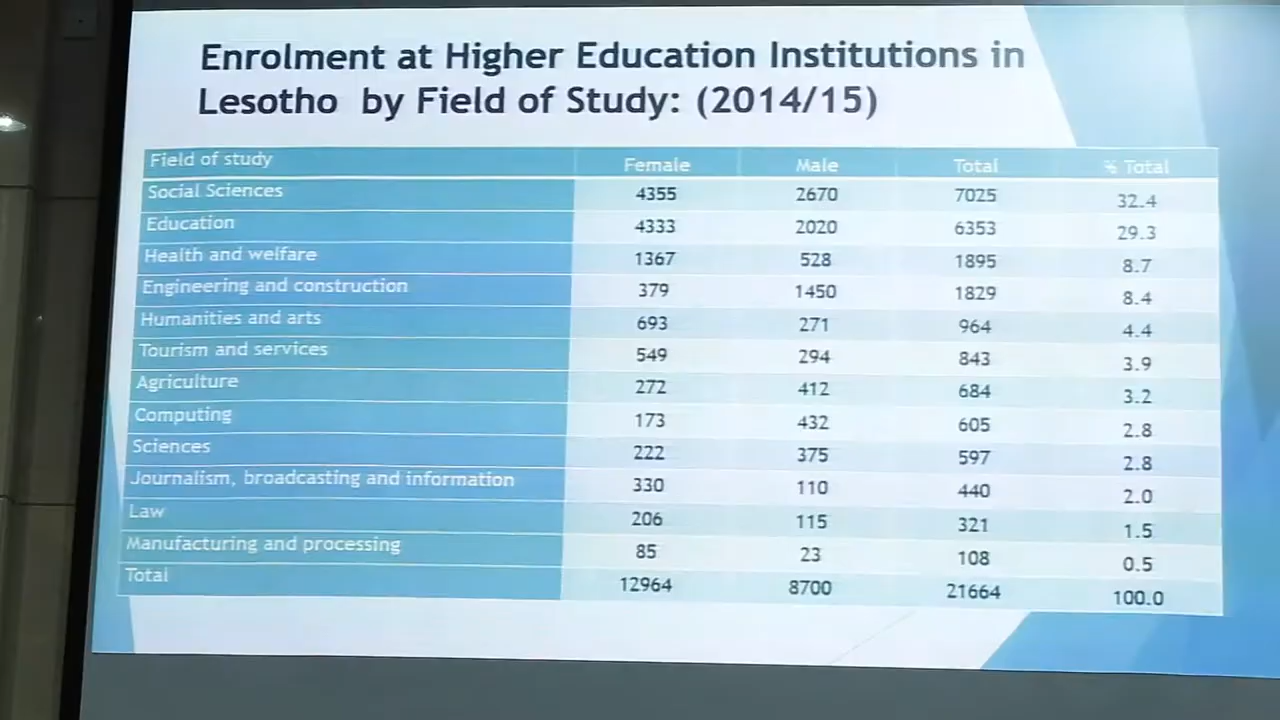 Enrolment at Higher Education Institutions in
Lesotho by Field of Study: (2014/15)
Field of study Female Male Total % Total
Social Sciences 4355 2670 7025 32.4
Education 4333 2020 6353 29.3
Health and welfare 1367 528 1895 8.7
Engineering and construction 379 1450 1829 8.4
Humanities and arts 693 271 964 4.4
Tourism and services 549 294 843 3.9
Agriculture 272 412 684 3.2
Computing 173 432 605 2.8
Sciences 222 375 597 2.8
Journalism, broadcasting and information 330 110 440 2.0
Law 206 115 321 1.5
Manufacturing and processing 85 23 108 0.5
Total 12964 8700 21664 100.0